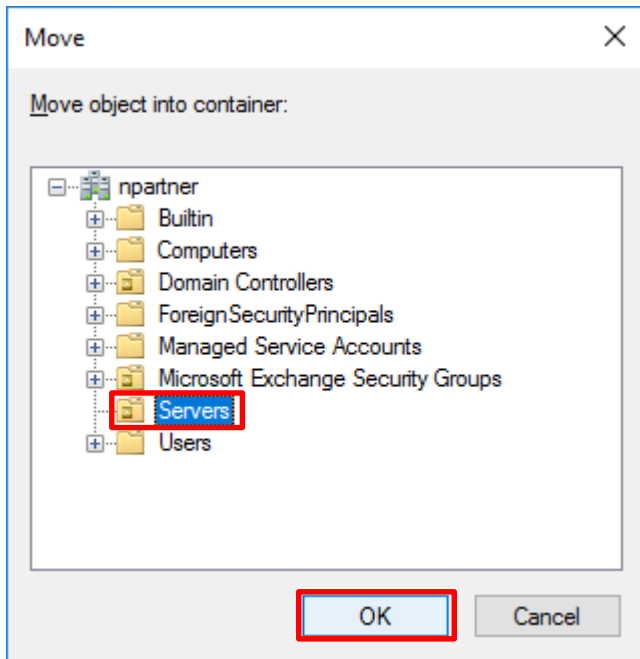 Move
Move object into container:
npartner
Builtin
Computers
Domain Controllers
ForeignSecurityPrincipals
Managed Service Accounts
Microsoft Exchange Security Groups
Servers
Users
OK Cancel